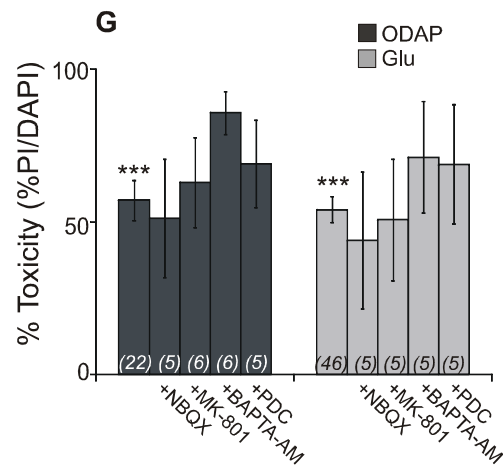 G
ODAP
Glu
% Toxicity (%PI/DAPI)
100
50
0
*** ***
(22) (5) (6) (6) (5) (46) (5) (5) (5) (5)
+NBQX +MK-801 +BAPTA-AM +PDC +NBQX +MK-801 +BAPTA-AM +PDC